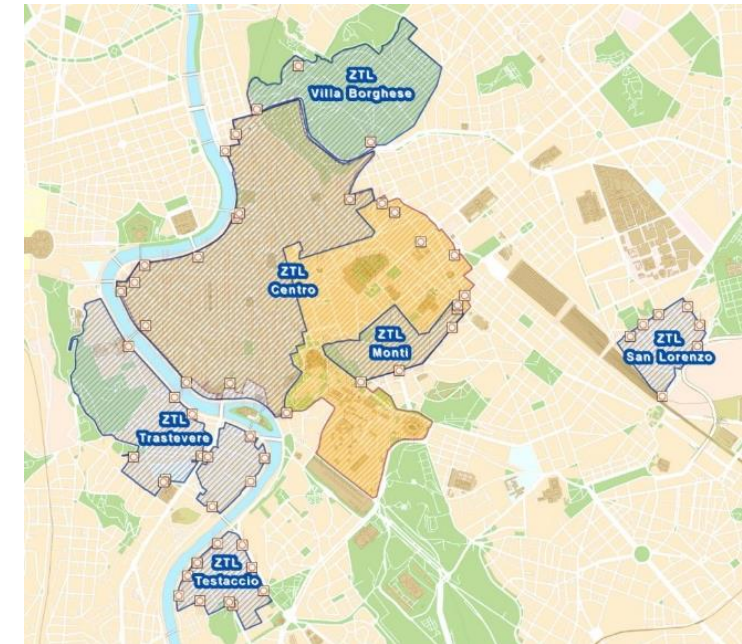 ZTL
Villa Borghese
ZTL
Centro
ZTL
Monti
ZTL
San Lorenzo
ZTL
Trastevere
ZTL
Testaccio